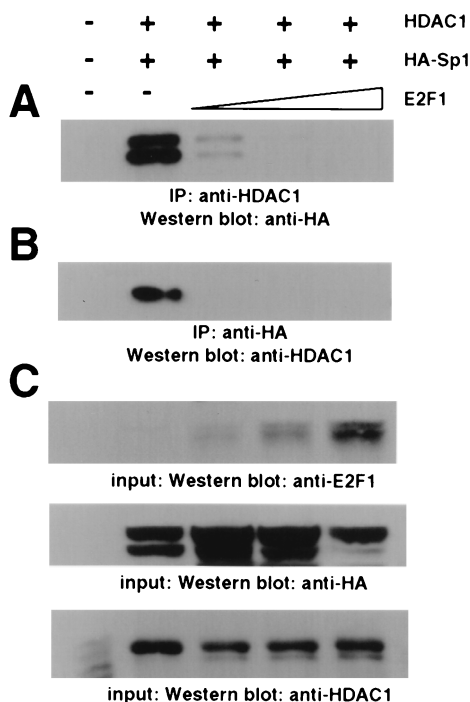 - + + + + HDAC1
- + + + + HA-Sp1
- - E2F1
A
IP: anti-HDAC1
Western blot: anti-HA
B
IP: anti-HA
Western blot: anti-HDAC1
C
input: Western blot: anti-E2F1
input: Western blot: anti-HA
input: Western blot: anti-HDAC1